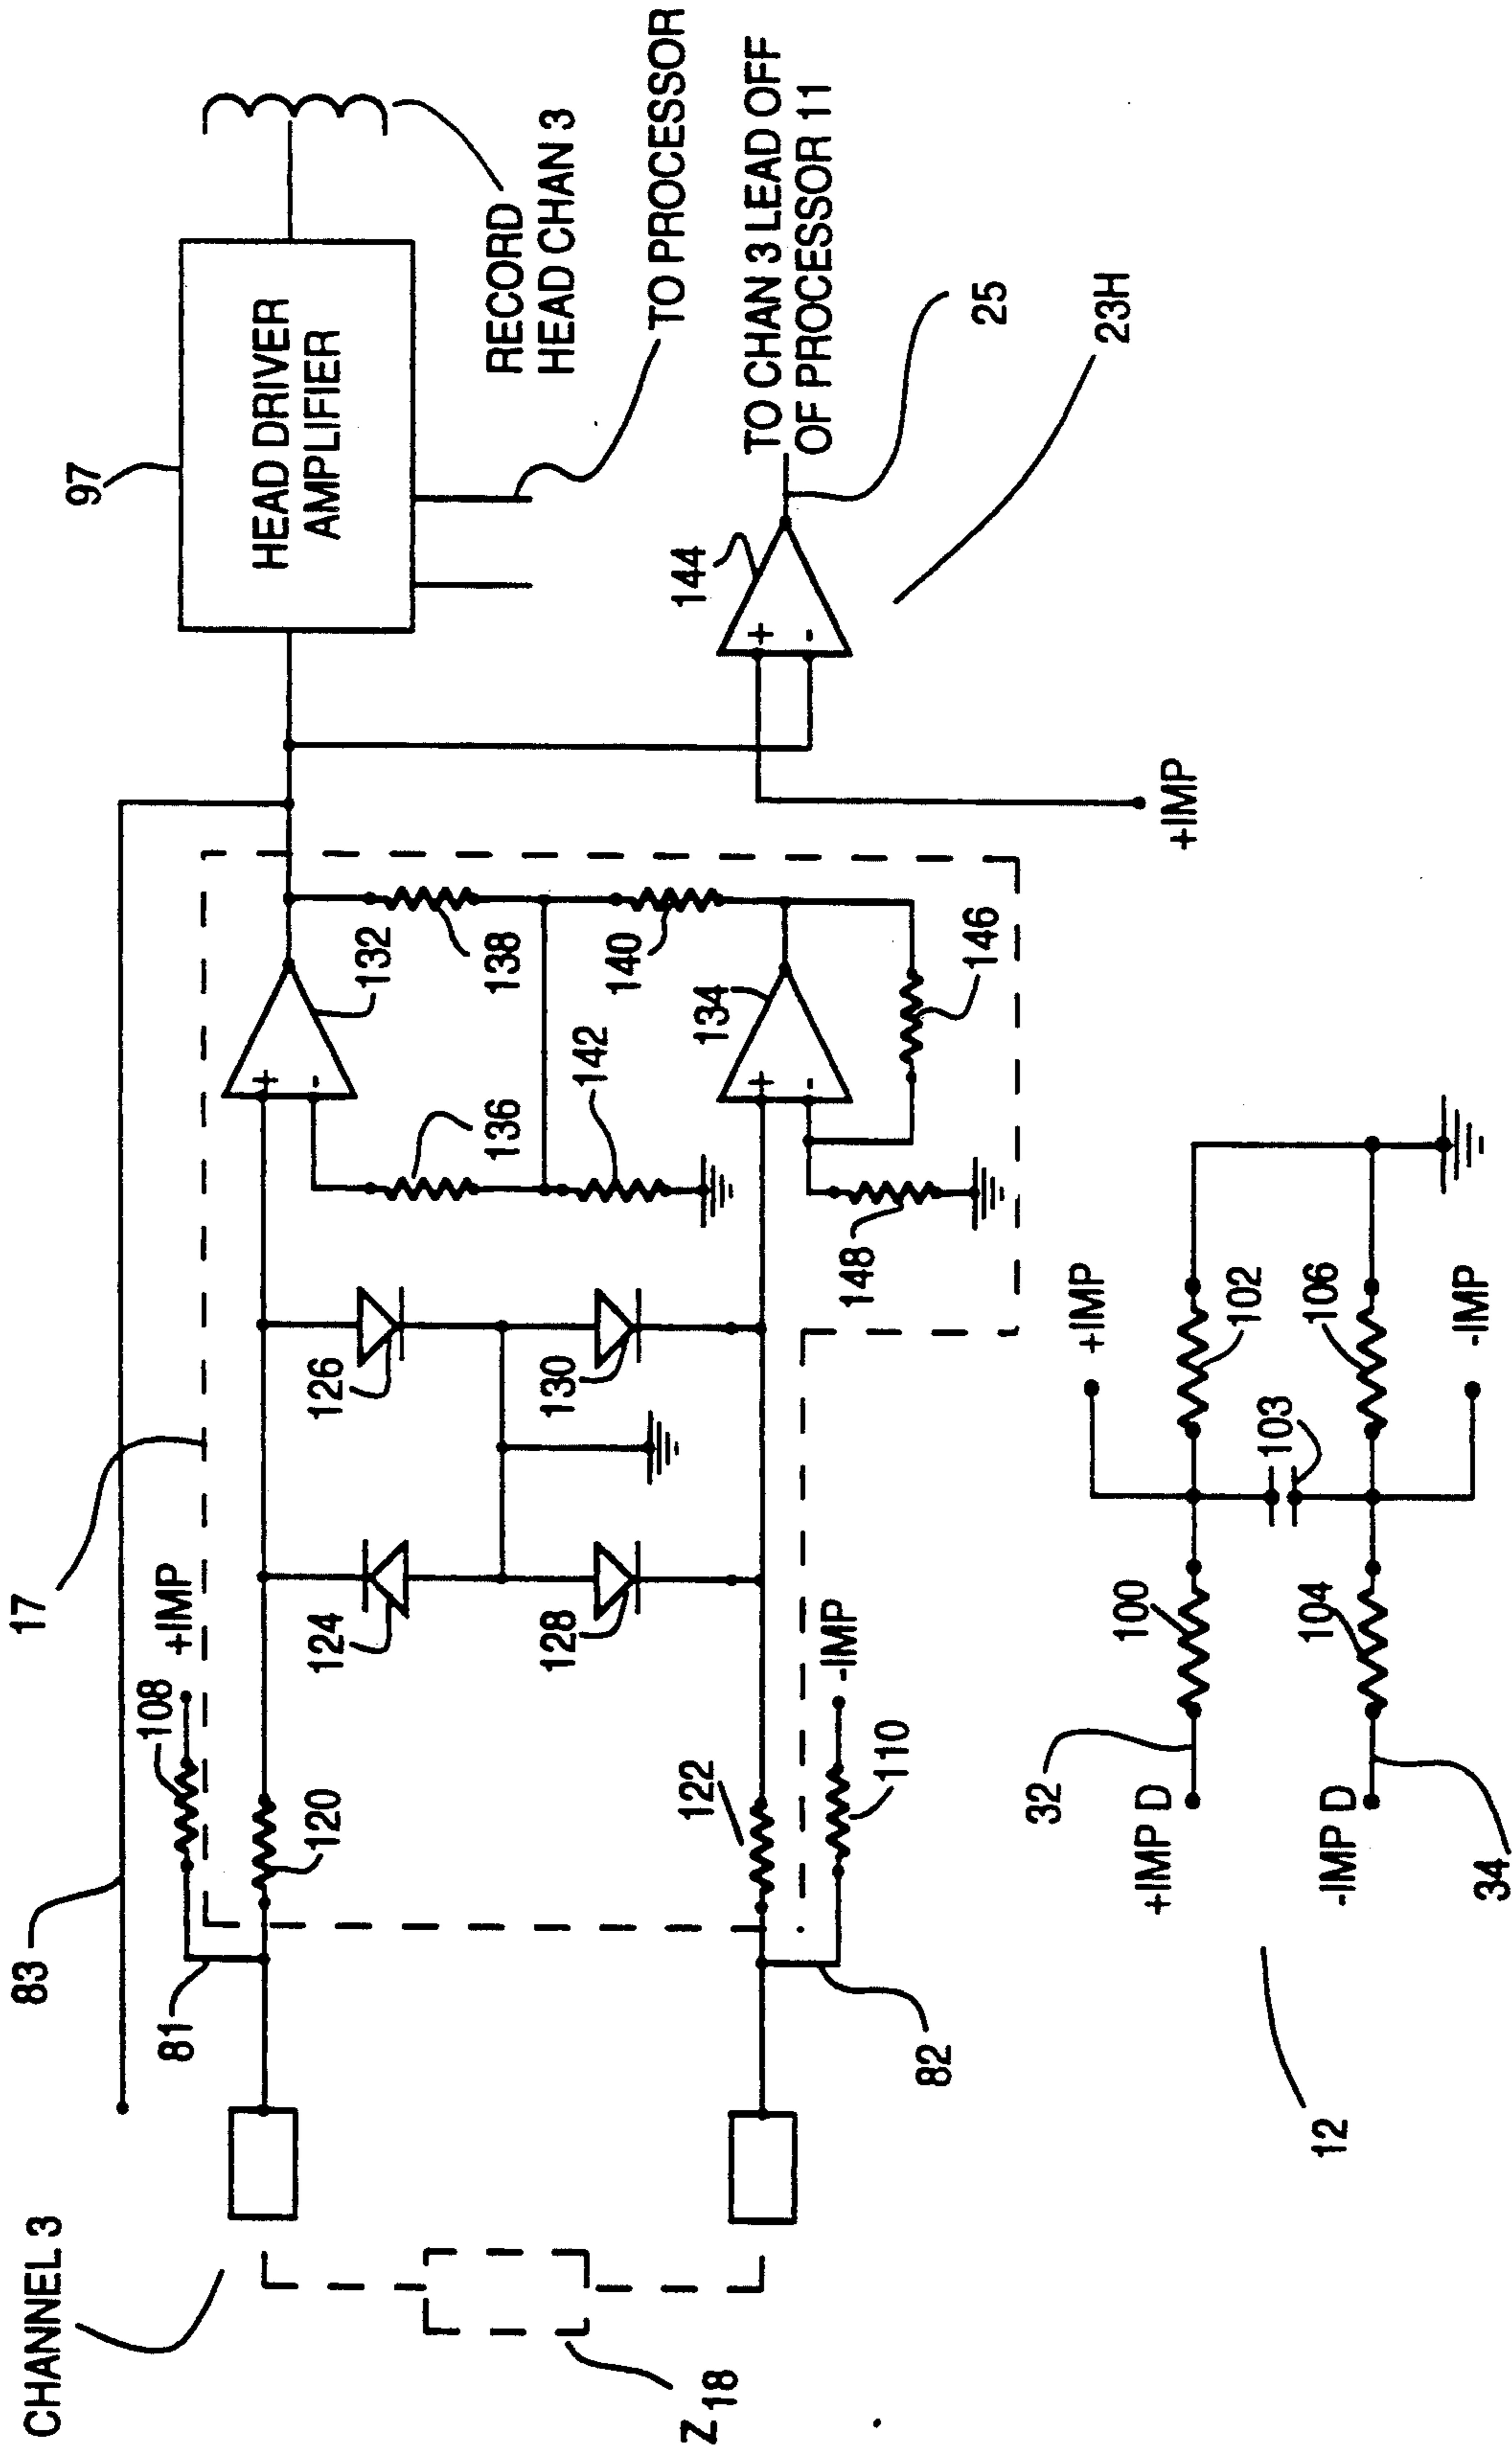 CHANNEL 3
83
81
17
108
+IMP
97
HEAD DRIVER
AMPLIFIER
RECORD
HEAD CHAN 3
TO PROCESSOR
120
124
126
+
-
132
136
138
Z 18
128
130
142
140
122
+
-
134
144
+
-
TO CHAN 3 LEAD OFF
OF PROCESSOR 11
25
82
110
-IMP
148
146
23H
+IMP
+IMP
+IMP D
32
100
102
103
-IMP D
34
104
106
-IMP
12